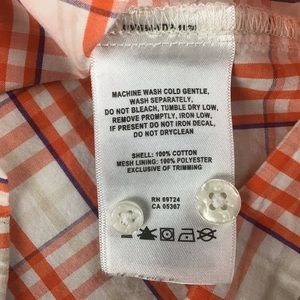 MACHINE WASH COLD GENTLE,
WASH SEPARATELY,
DO NOT BLEACH, TUMBLE DRY LOW,
REMOVE PROMPTLY, IRON LOW,
IF PRESENT DO NOT IRON DECAL,
DO NOT DRYCLEAN
SHELL: 100% COTTON
MESH LINING: 100% POLYESTER
EXCLUSIVE OF TRIMMING
RN 69724
CA 05367